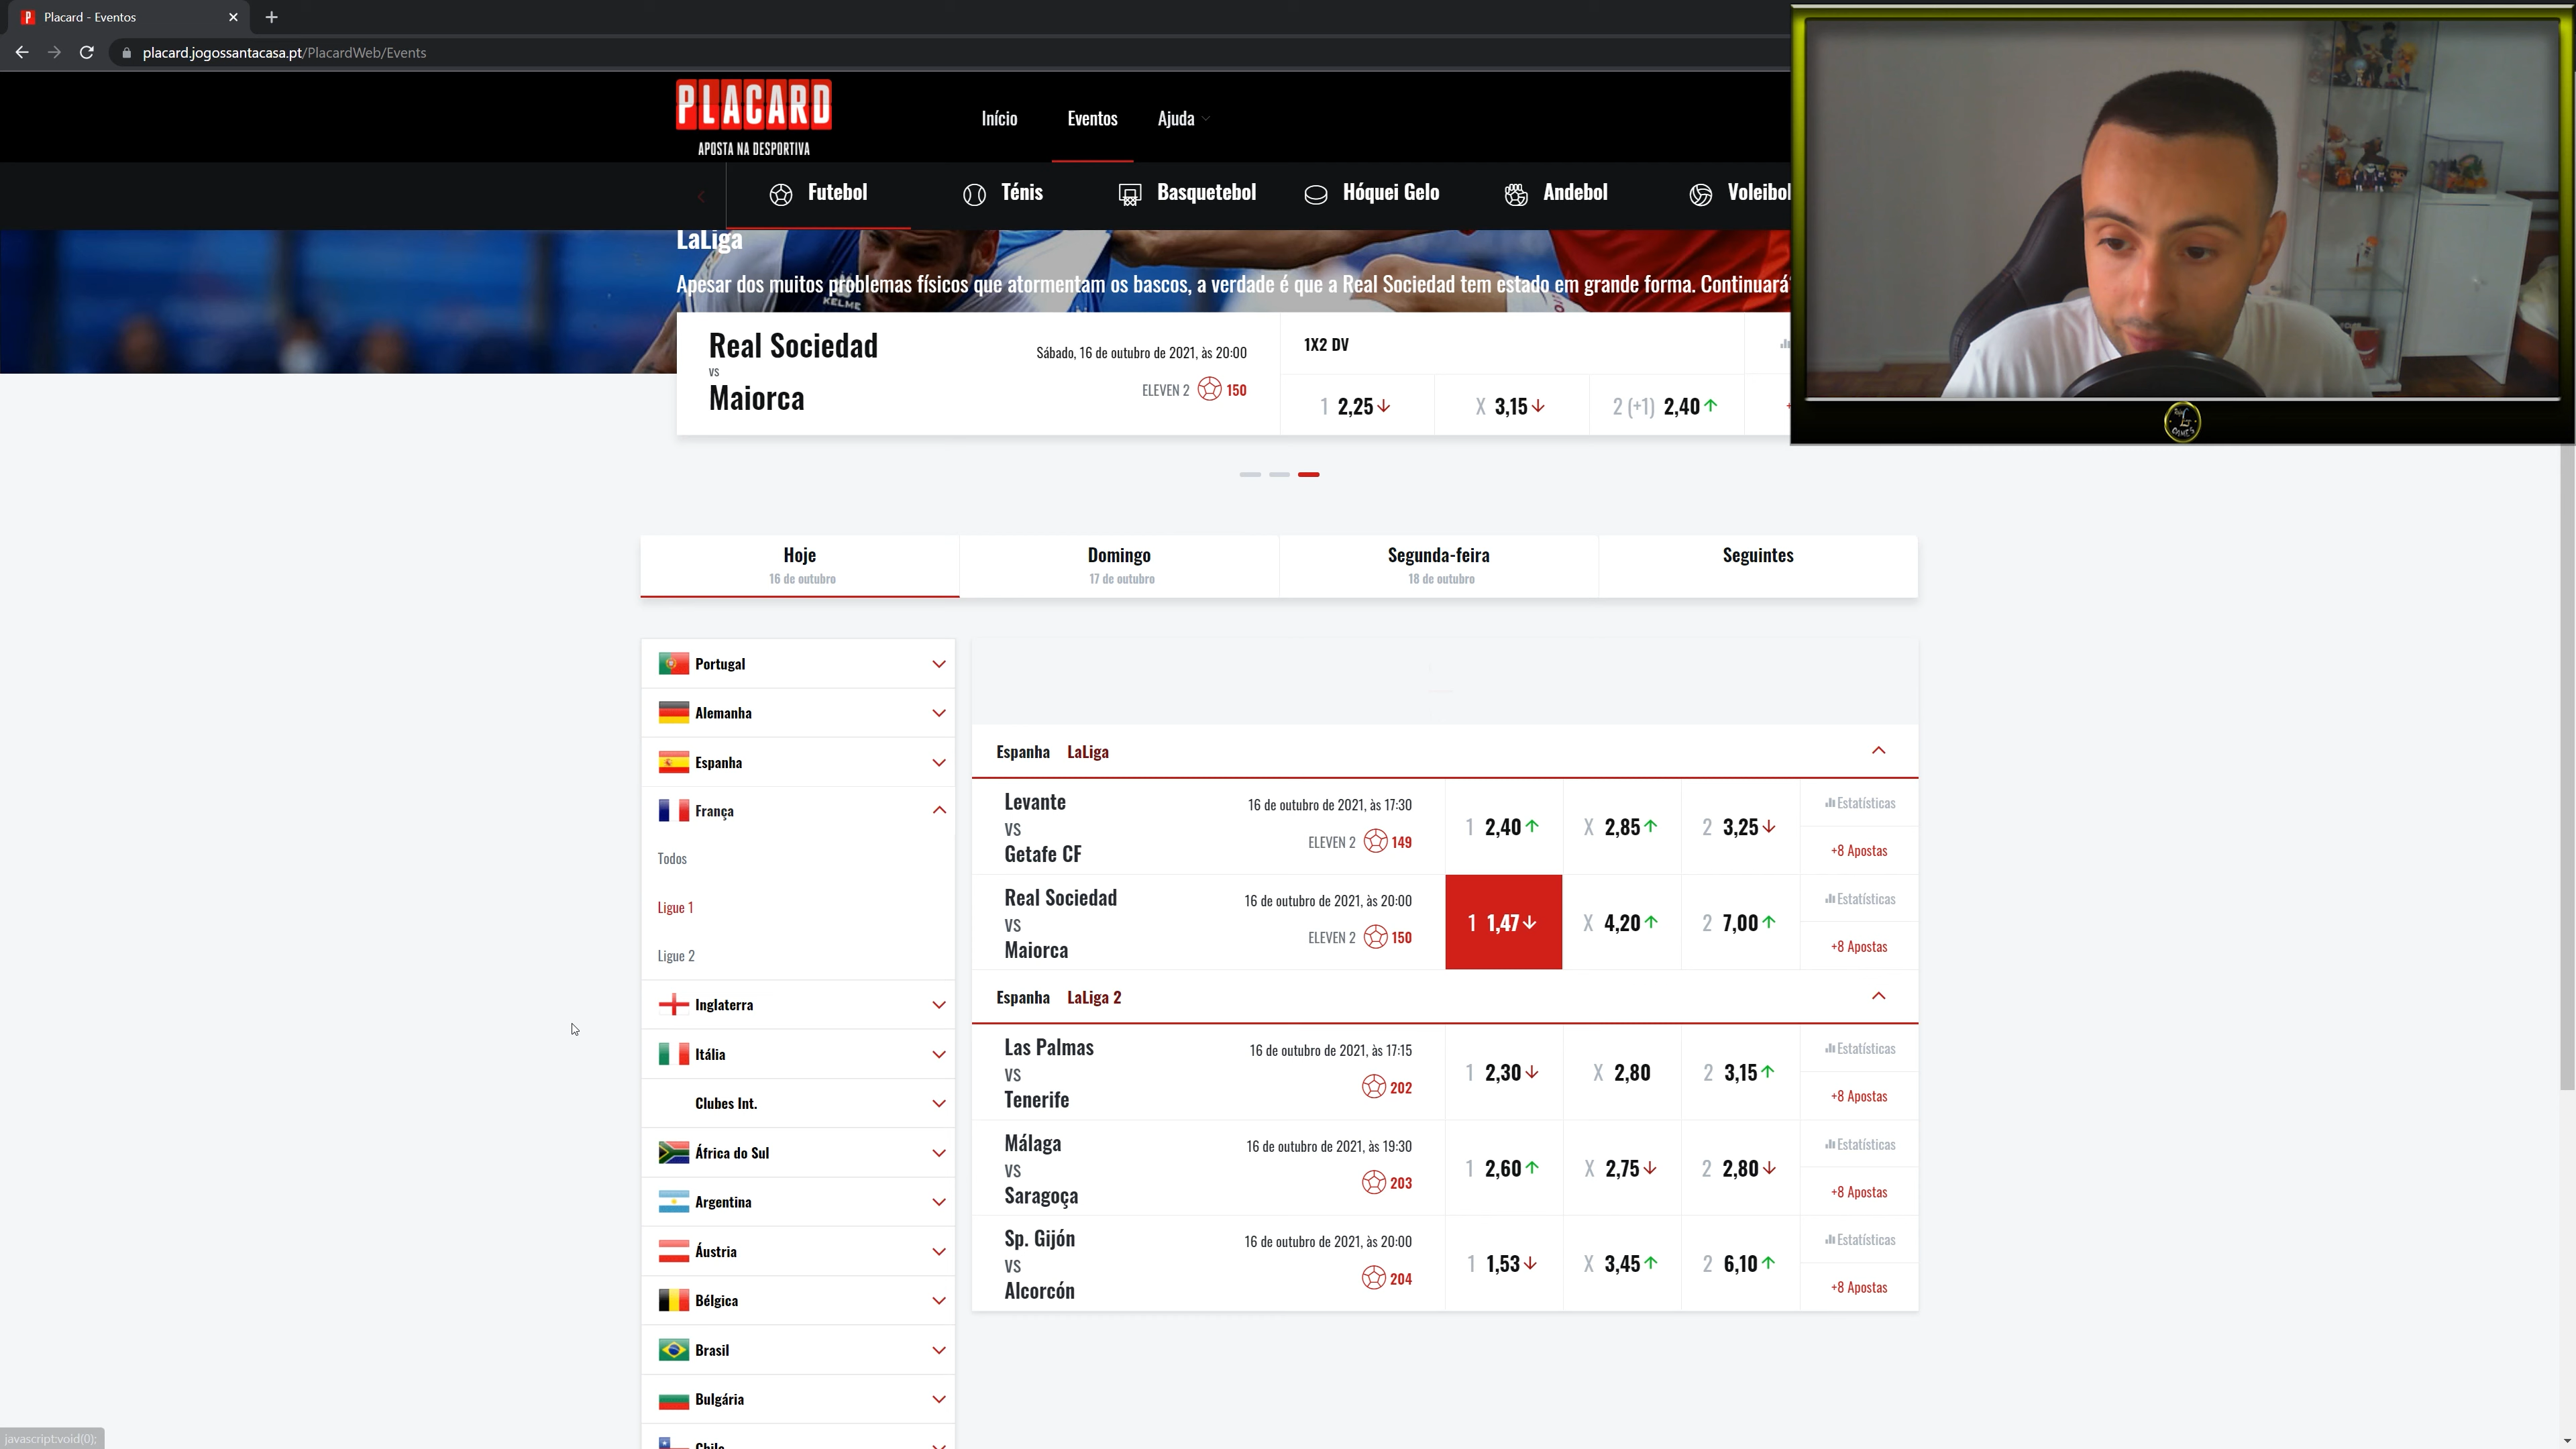 Placard - Eventos
placard.jogossantacasa.pt/PlacardWeb/Events
PLACARD
APOSTA NA DESPORTIVA
Início
Eventos
Ajuda
Futebol
Ténis
Basquetebol
Hóquei Gelo
Andebol
Voleibol
LaLiga
Apesar dos muitos problemas físicos que atormentam os bascos, a verdade é que a Real Sociedad tem estado em grande forma. Continuará
KELME
Real Sociedad
vs
Maiorca
Sábado, 16 de outubro de 2021, às 20:00
ELEVEN 2 150
1X2 DV
1 2,25
X 3,15
2 (+1) 2,40
Hoje
16 de outubro
Domingo
17 de outubro
Segunda-feira
18 de outubro
Seguintes
Portugal
Alemanha
Espanha
França
Todos
Ligue 1
Ligue 2
Inglaterra
Itália
Clubes Int.
África do Sul
Argentina
Áustria
Bélgica
Brasil
Bulgária
Chile
Espanha LaLiga
Levante
VS
Getafe CF
16 de outubro de 2021, às 17:30
ELEVEN 2 149
1 2,40
X 2,85
2 3,25
Estatísticas
+8 Apostas
Real Sociedad
VS
Maiorca
16 de outubro de 2021, às 20:00
ELEVEN 2 150
1 1,47
X 4,20
2 7,00
Estatísticas
+8 Apostas
Espanha LaLiga 2
Las Palmas
VS
Tenerife
16 de outubro de 2021, às 17:15
202
1 2,30
X 2,80
2 3,15
Estatísticas
+8 Apostas
Málaga
VS
Saragoça
16 de outubro de 2021, às 19:30
203
1 2,60
X 2,75
2 2,80
Estatísticas
+8 Apostas
Sp. Gijón
VS
Alcorcón
16 de outubro de 2021, às 20:00
204
1 1,53
X 3,45
2 6,10
Estatísticas
+8 Apostas
javascript:void(0);